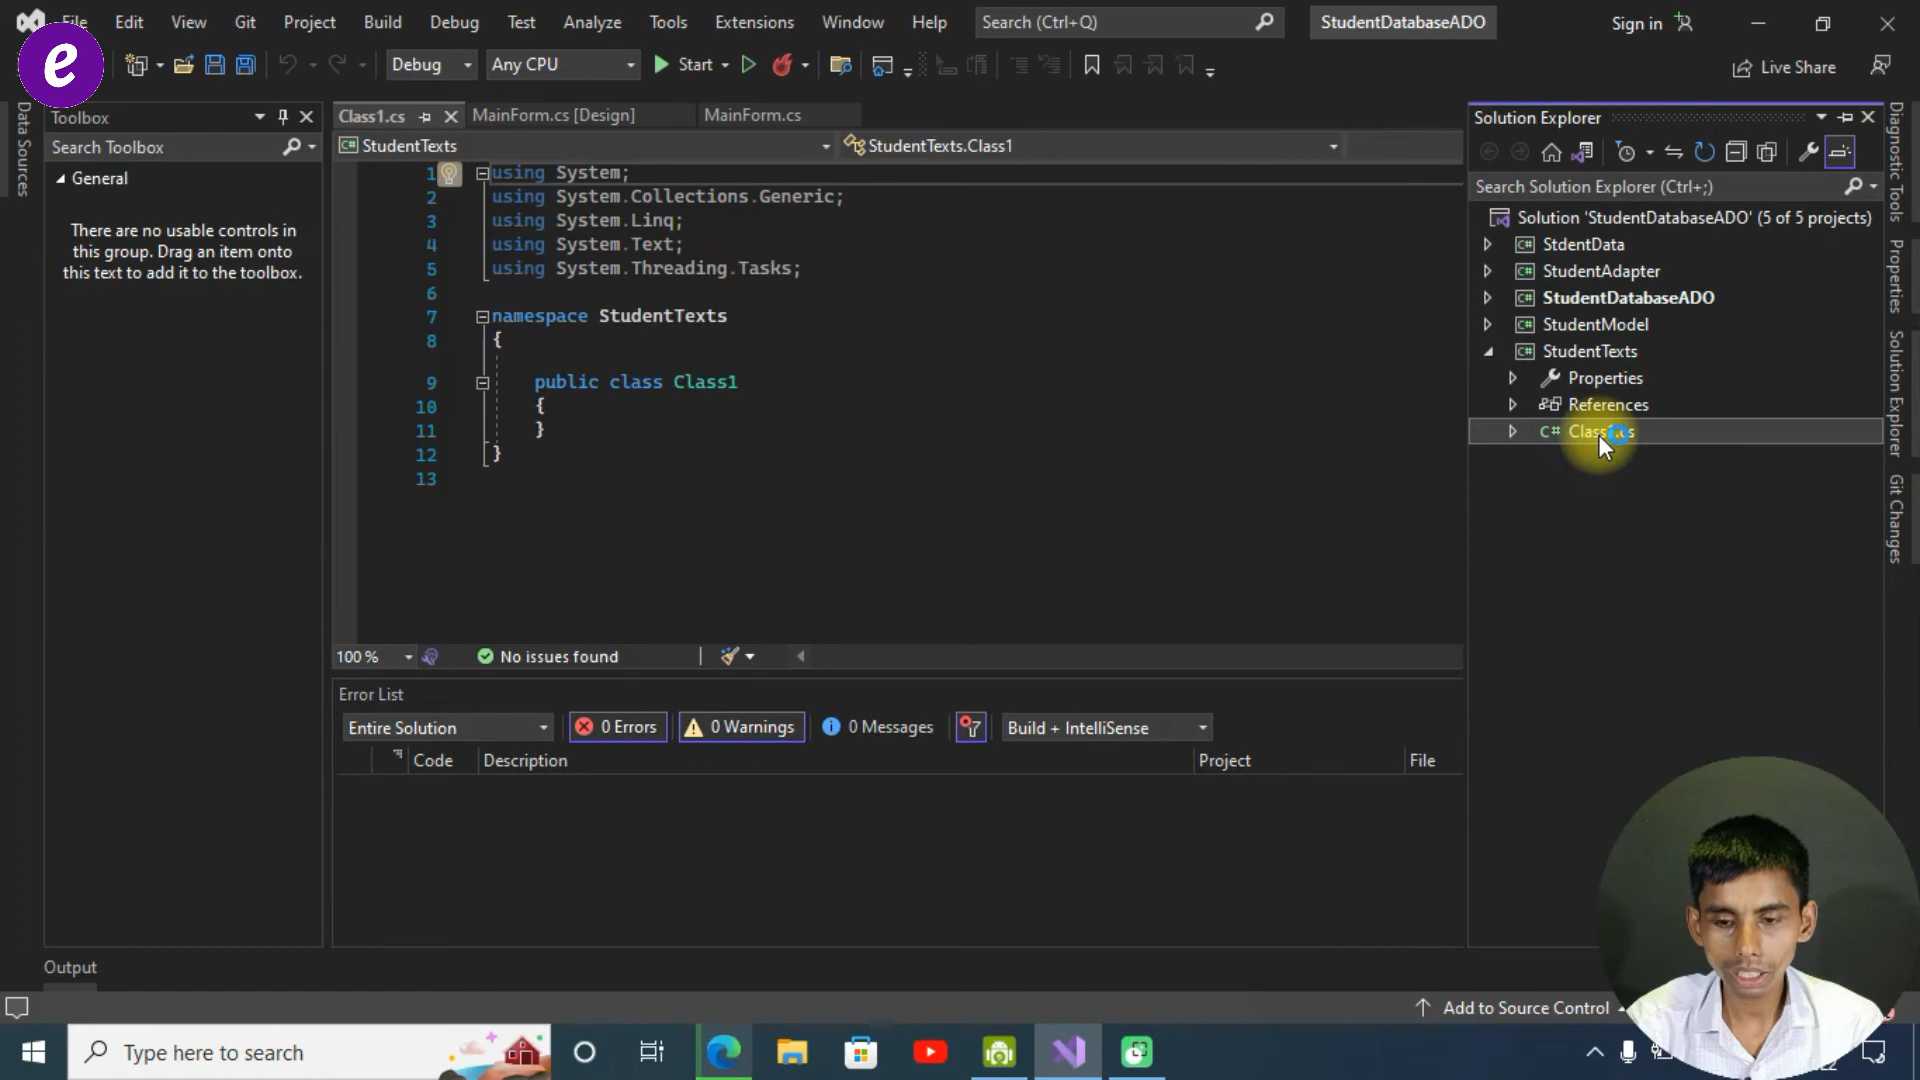 File Edit View Git Project Build Debug Test Analyze Tools Extensions Window Help Search (Ctrl+Q) StudentDatabaseADO Sign in
e
Debug Any CPU Start Live Share
Data Sources
Toolbox
Search Toolbox
General
There are no usable controls in
this group. Drag an item onto
this text to add it to the toolbox.
Class1.cs MainForm.cs [Design] MainForm.cs
StudentTexts StudentTexts.Class1
1 using System;
2 using System.Collections.Generic;
3 using System.Linq;
4 using System.Text;
5 using System.Threading.Tasks;
6
7 namespace StudentTexts
8 {
9 public class Class1
10 {
11 }
12 }
13
100 % No issues found
Error List
Entire Solution 0 Errors 0 Warnings 0 Messages Build + IntelliSense
Code Description Project File
Output
Solution Explorer
Search Solution Explorer (Ctrl+;)
Solution 'StudentDatabaseADO' (5 of 5 projects)
C# StdentData
C# StudentAdapter
C# StudentDatabaseADO
C# StudentModel
C# StudentTexts
Properties
References
C# Class1.cs
Diagnostic Tools
Properties
Solution Explorer
Git Changes
Add to Source Control
Type here to search